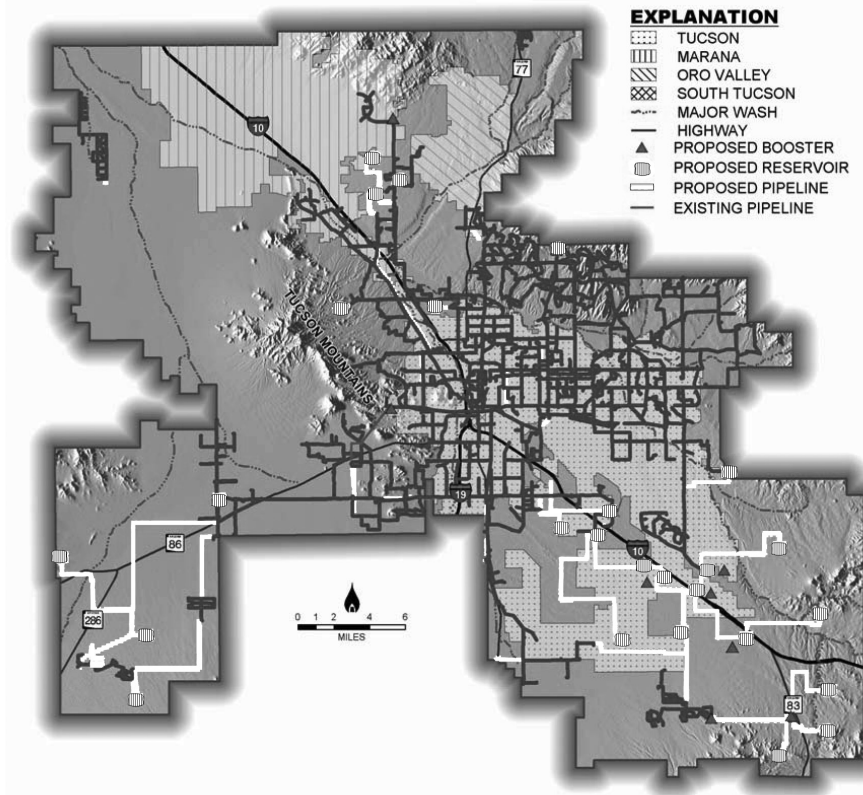 EXPLANATION
TUCSON
MARANA
ORO VALLEY
SOUTH TUCSON
MAJOR WASH
HIGHWAY
PROPOSED BOOSTER
PROPOSED RESERVOIR
PROPOSED PIPELINE
EXISTING PIPELINE
77
10
TUCSON MOUNTAINS
19
86
10
286
0 1 2 4 6
MILES
83